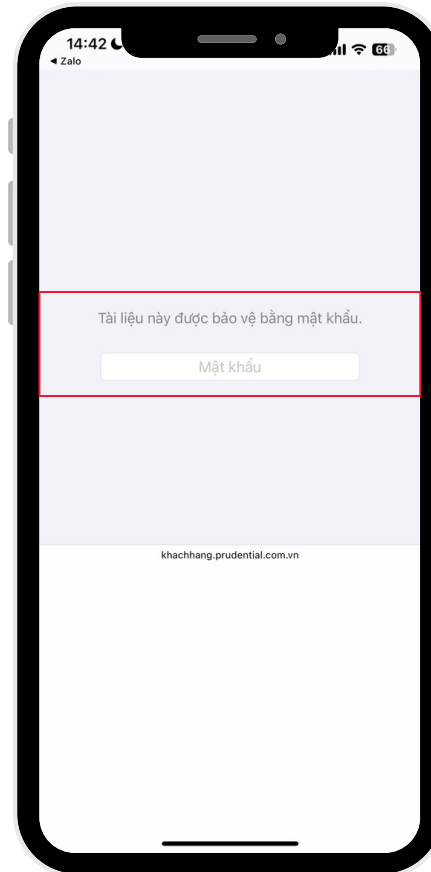 14:42
66
◀ Zalo
Tài liệu này được bảo vệ bằng mật khẩu.
Mật khẩu
khachhang.prudential.com.vn